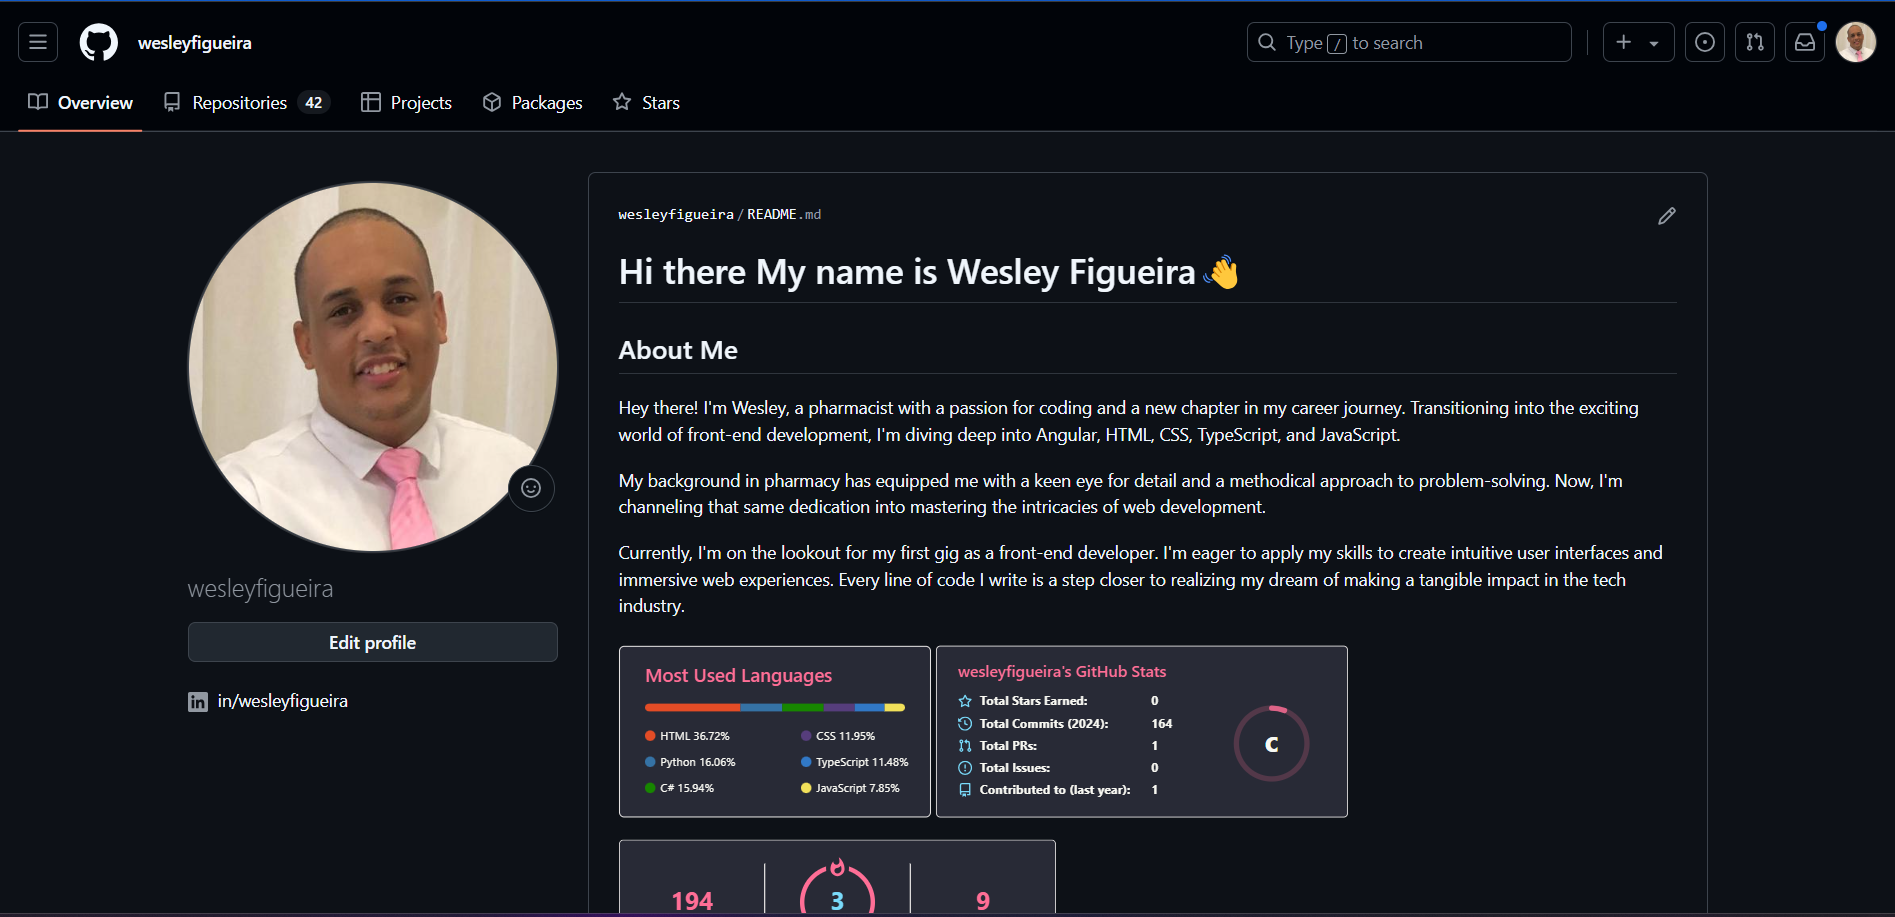 wesleyfigueira
Type / to search
Overview
Repositories 42
Projects
Packages
Stars
wesleyfigueira
Edit profile
in/wesleyfigueira
wesleyfigueira/README.md
Hi there My name is Wesley Figueira 👋
About Me
Hey there! I'm Wesley, a pharmacist with a passion for coding and a new chapter in my career journey. Transitioning into the exciting
world of front-end development, I'm diving deep into Angular, HTML, CSS, TypeScript, and JavaScript.
My background in pharmacy has equipped me with a keen eye for detail and a methodical approach to problem-solving. Now, I'm
channeling that same dedication into mastering the intricacies of web development.
Currently, I'm on the lookout for my first gig as a front-end developer. I'm eager to apply my skills to create intuitive user interfaces and
immersive web experiences. Every line of code I write is a step closer to realizing my dream of making a tangible impact in the tech
industry.
Most Used Languages
HTML 36.72%
Python 16.06%
C# 15.94%
CSS 11.95%
TypeScript 11.48%
JavaScript 7.85%
wesleyfigueira's GitHub Stats
Total Stars Earned: 0
Total Commits (2024): 164
Total PRs: 1
Total Issues: 0
Contributed to (last year): 1
C
194
3
9